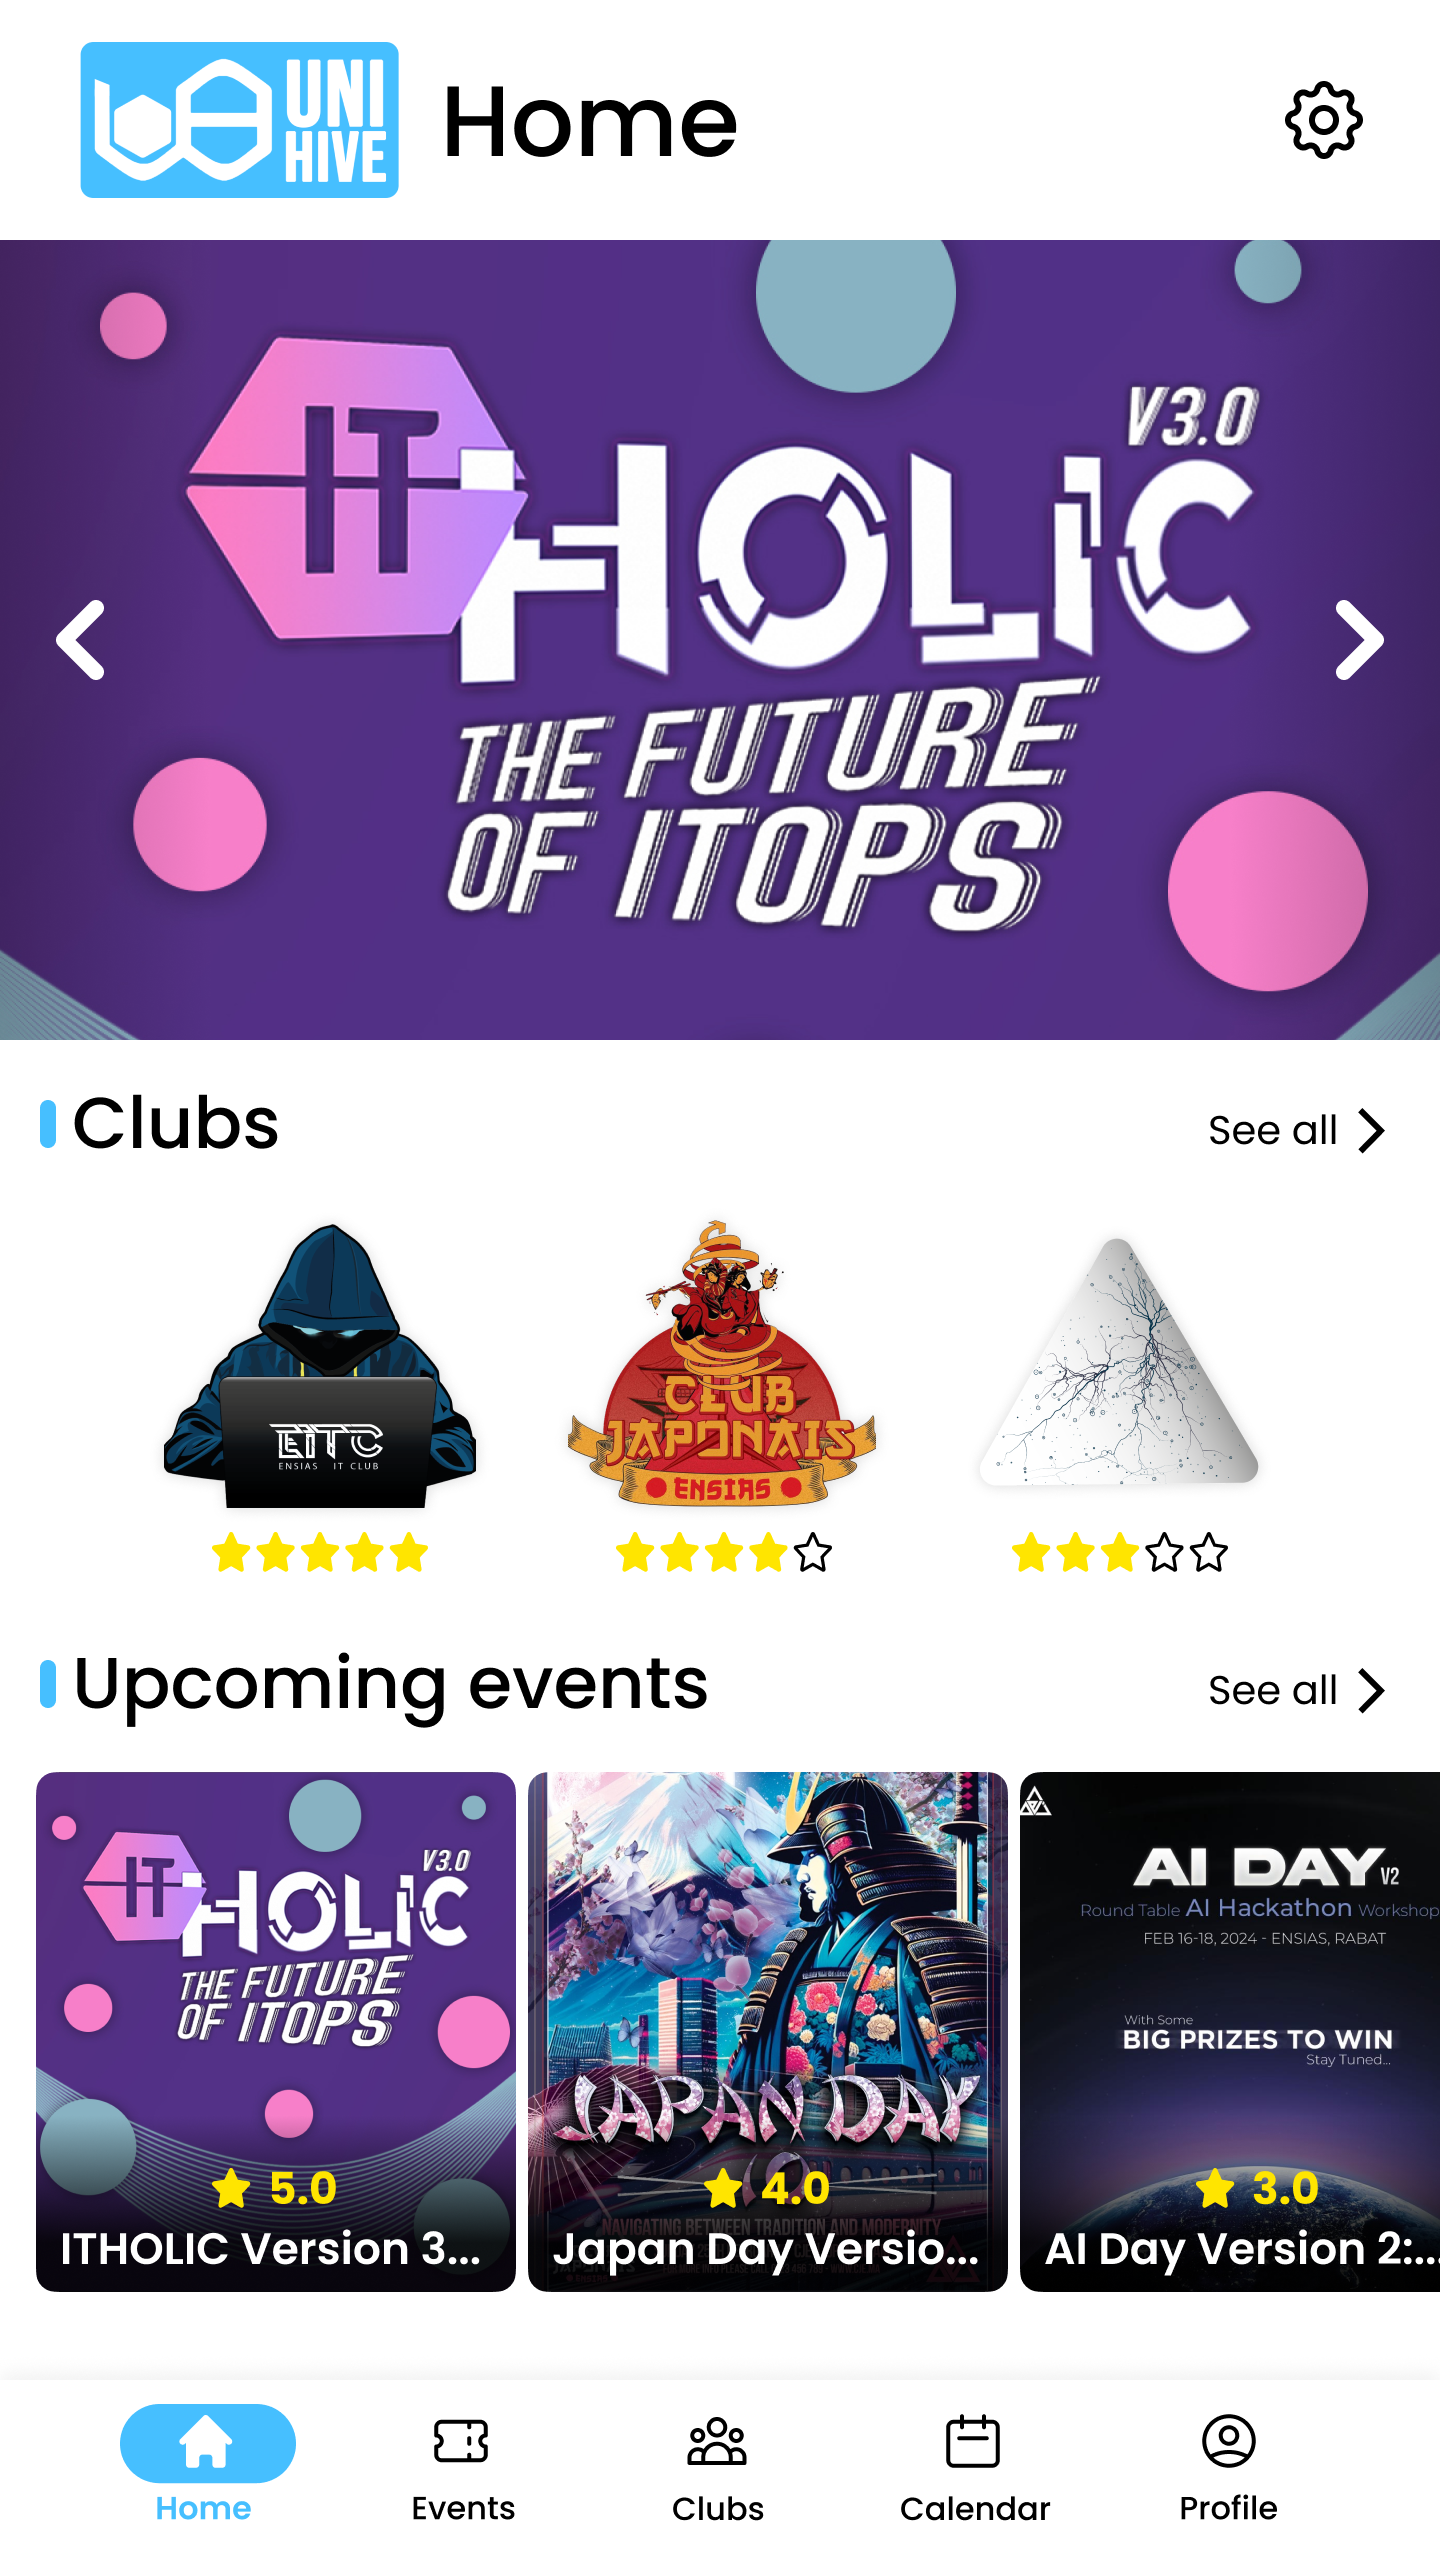 UNI
HIVE
Home
IT
HOLIC
V3.0
THE FUTURE
OF ITOPS
Clubs
See all
EITC
ENSIAS IT CLUB
CLUB
JAPONAIS
ENSIAS
Upcoming events
See all
IT
HOLIC
V3.0
THE FUTURE
OF ITOPS
5.0
ITHOLIC Version 3...
JAPAN DAY
NAVIGATING BETWEEN TRADITION AND MODERNITY
4.0
Japan Day Versio...
AI DAY V2
Round Table AI Hackathon Workshop
FEB 16-18, 2024 - ENSIAS, RABAT
With Some
BIG PRIZES TO WIN
Stay Tuned...
3.0
AI Day Version 2:...
Home
Events
Clubs
Calendar
Profile